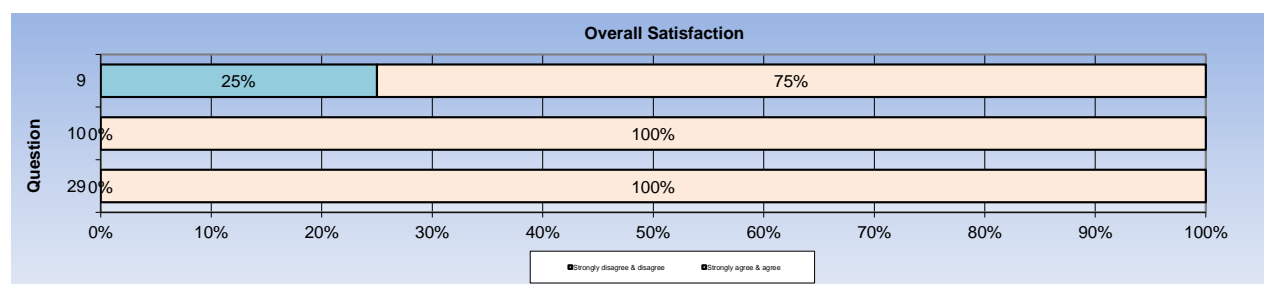 Overall Satisfaction
Question
9 25% 75%
10 0% 100%
29 0% 100%
0% 10% 20% 30% 40% 50% 60% 70% 80% 90% 100%
Strongly disagree & disagree Strongly agree & agree